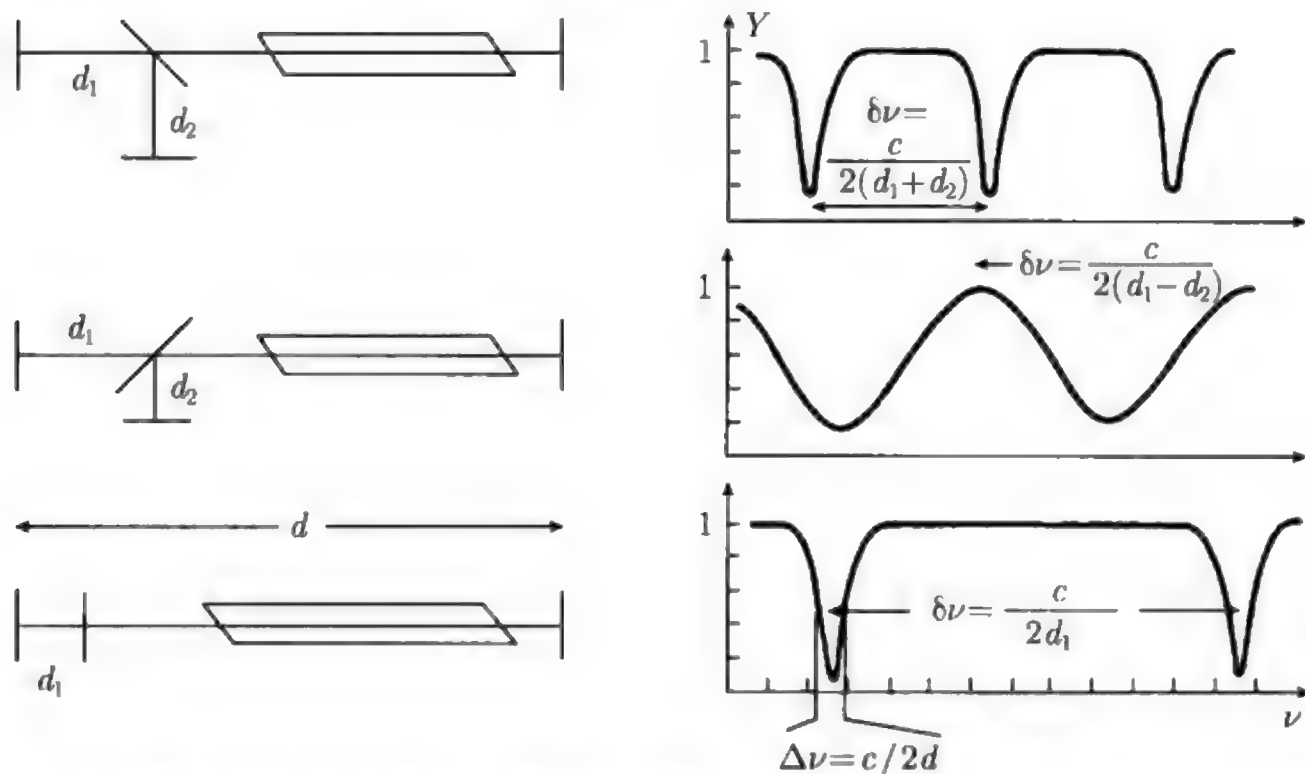 d₁
d₂
Y
1
δν=
c
2(d₁+d₂)
d₁
d₂
1
δν= c
2(d₁−d₂)
d
d₁
1
δν= c
2d₁
ν
Δν=c/2d